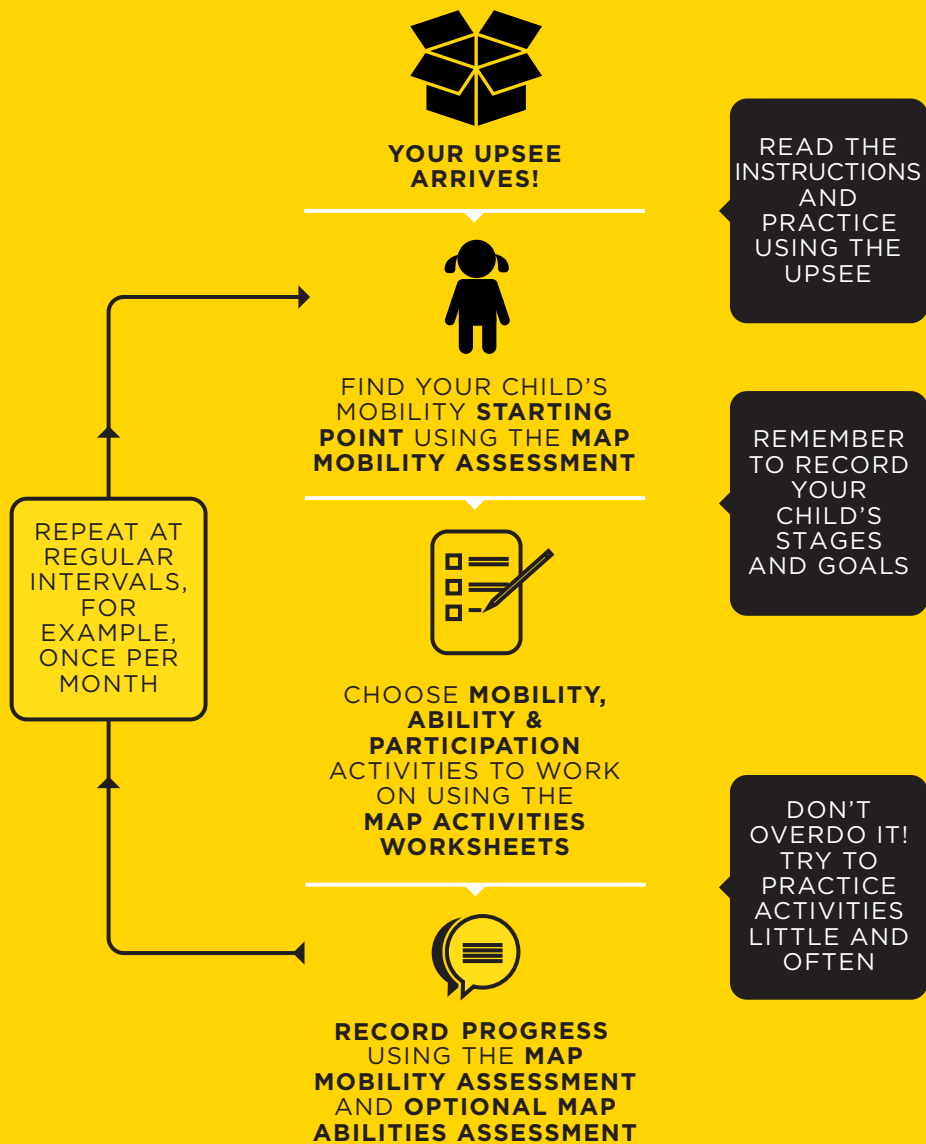 YOUR UPSEE
ARRIVES!
READ THE
INSTRUCTIONS
AND
PRACTICE
USING THE
UPSEE
FIND YOUR CHILD'S
MOBILITY STARTING
POINT USING THE MAP
MOBILITY ASSESSMENT
REMEMBER
TO RECORD
YOUR
CHILD'S
STAGES
AND GOALS
REPEAT AT
REGULAR
INTERVALS,
FOR
EXAMPLE,
ONCE PER
MONTH
CHOOSE MOBILITY,
ABILITY &
PARTICIPATION
ACTIVITIES TO WORK
ON USING THE
MAP ACTIVITIES
WORKSHEETS
DON'T
OVERDO IT!
TRY TO
PRACTICE
ACTIVITIES
LITTLE AND
OFTEN
RECORD PROGRESS
USING THE MAP
MOBILITY ASSESSMENT
AND OPTIONAL MAP
ABILITIES ASSESSMENT